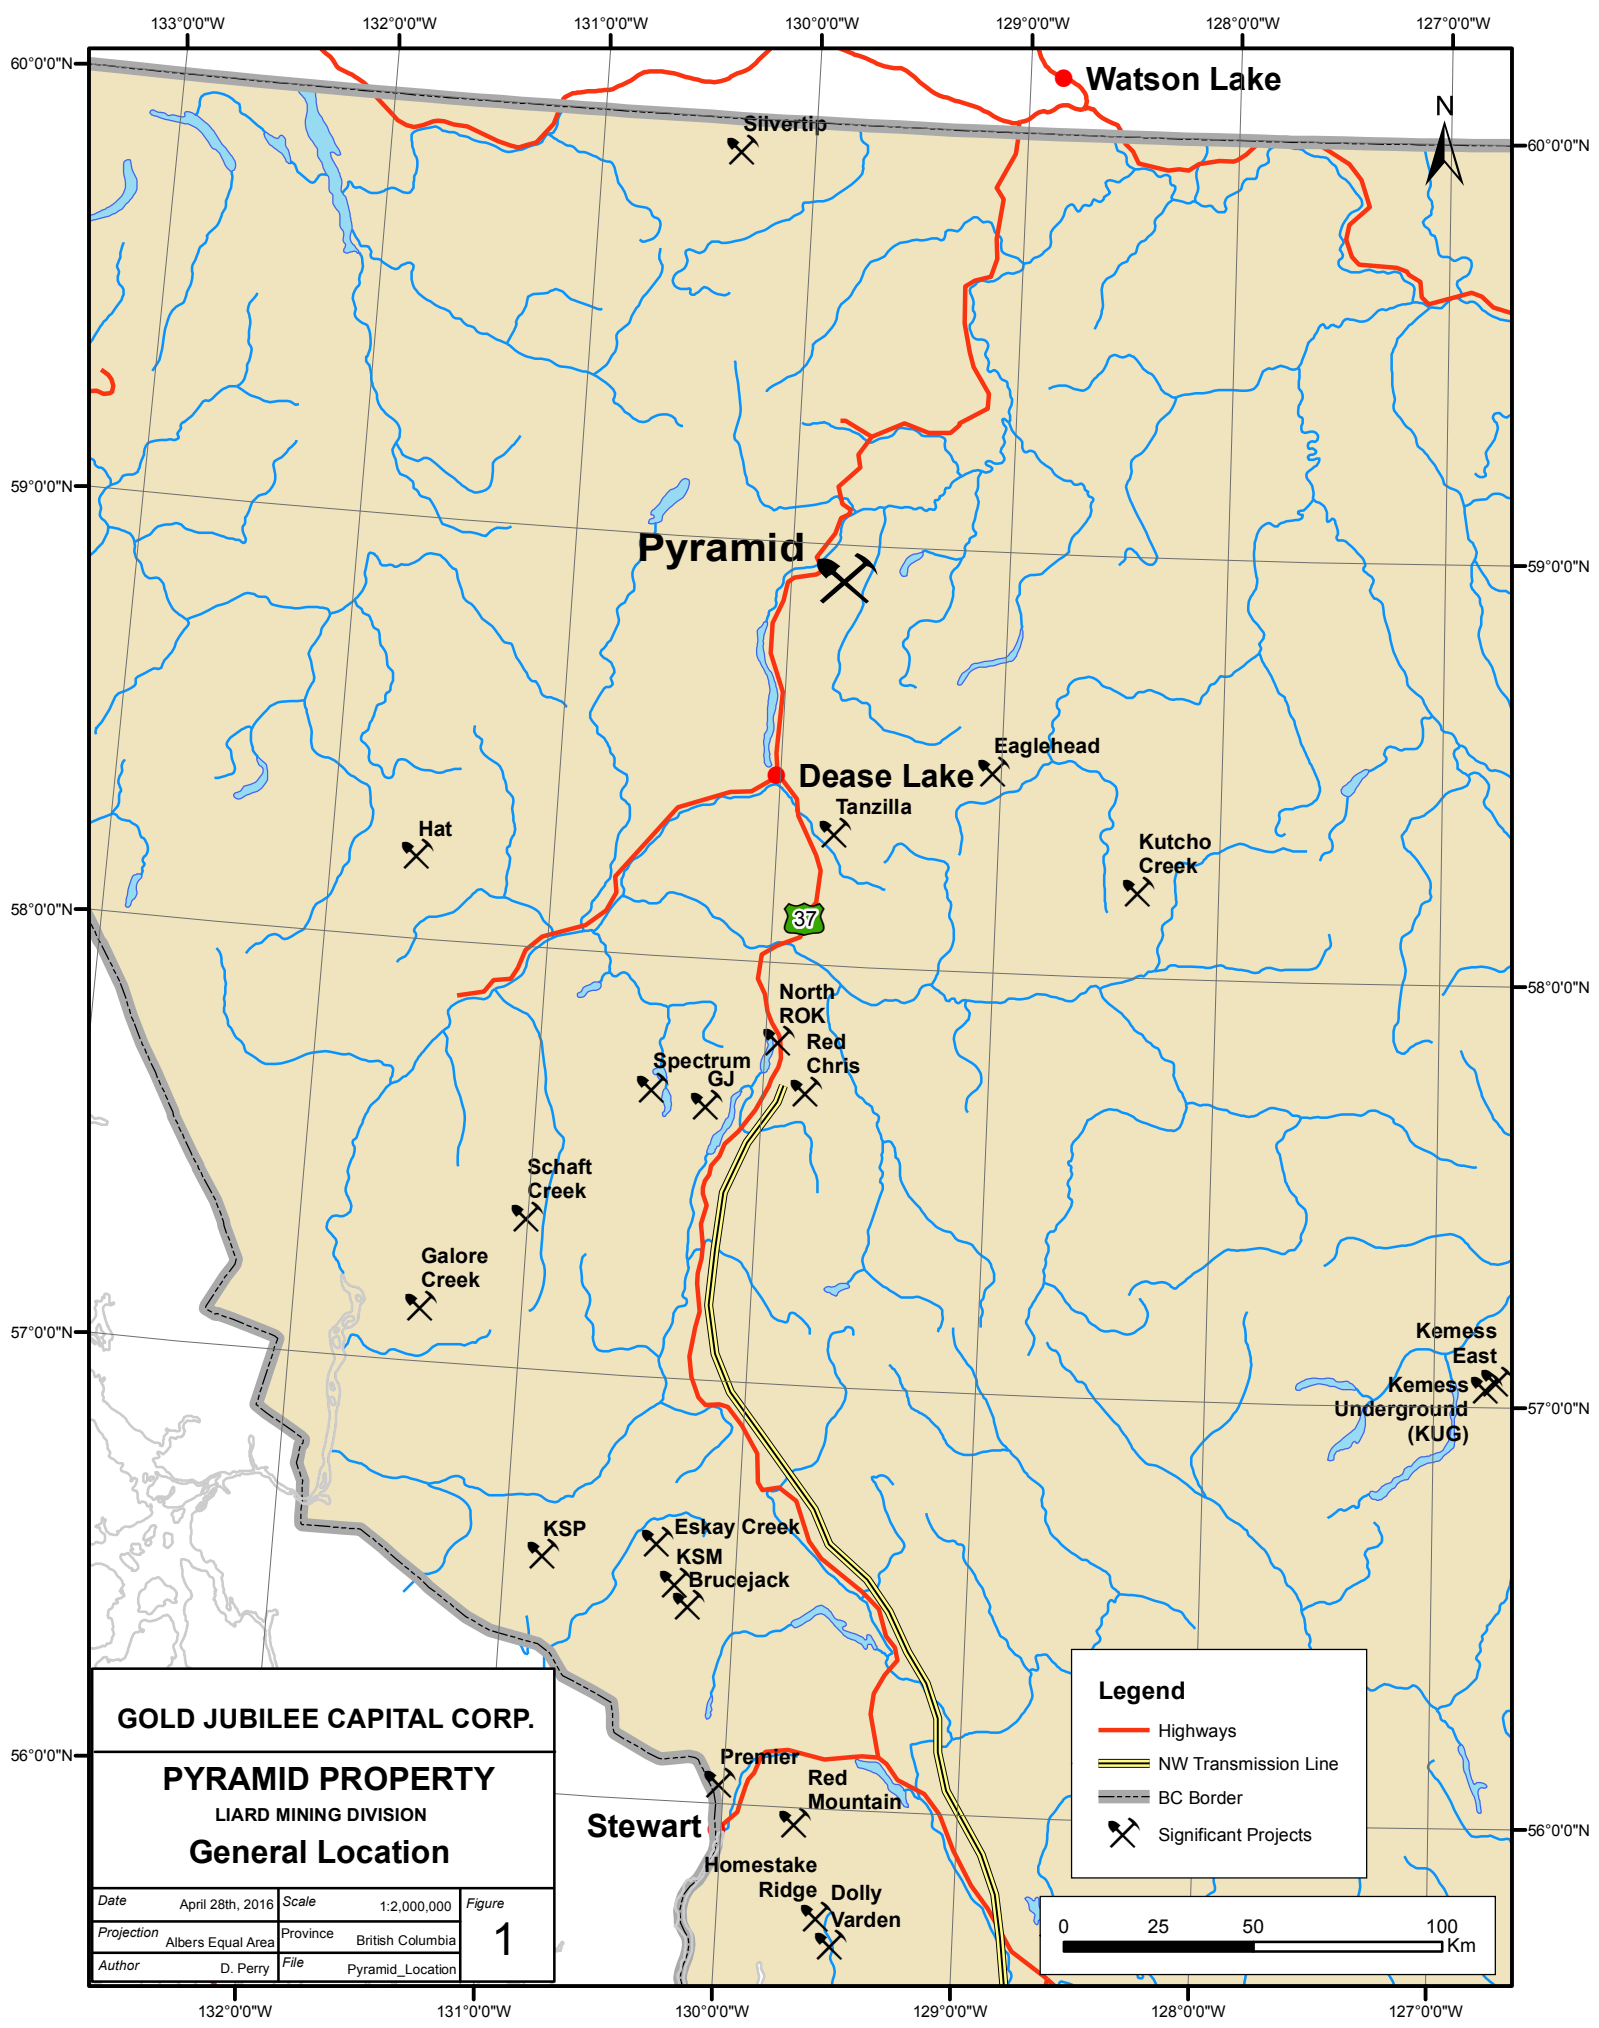 133°0'0"W
132°0'0"W
131°0'0"W
130°0'0"W
129°0'0"W
128°0'0"W
127°0'0"W
60°0'0"N
Watson Lake
N
Silvertip
60°0'0"N
59°0'0"N
Pyramid
59°0'0"N
Eaglehead
Dease Lake
Tanzilla
Hat
Kutcho
Creek
58°0'0"N
37
58°0'0"N
North
ROK
Red
Chris
Spectrum
GJ
Schaft
Creek
Galore
Creek
57°0'0"N
Kemess
East
Kemess
Underground
(KUG)
57°0'0"N
KSP
Eskay Creek
KSM
Brucejack
GOLD JUBILEE CAPITAL CORP.
PYRAMID PROPERTY
LIARD MINING DIVISION
General Location
Date April 28th, 2016 Scale 1:2,000,000 Figure
1
Projection Albers Equal Area Province British Columbia
Author D. Perry File Pyramid_Location
56°0'0"N
Premier
Red
Mountain
Stewart
Homestake
Ridge
Dolly
Varden
Legend
Highways
NW Transmission Line
BC Border
Significant Projects
56°0'0"N
0 25 50 100
Km
132°0'0"W
131°0'0"W
130°0'0"W
129°0'0"W
128°0'0"W
127°0'0"W